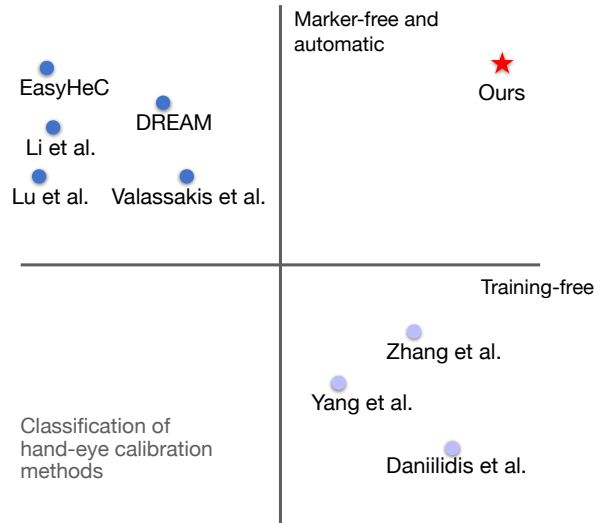 Marker-free and
automatic
EasyHeC
Ours
DREAM
Li et al.
Lu et al.
Valassakis et al.
Training-free
Zhang et al.
Yang et al.
Classification of
hand-eye calibration
methods
Daniilidis et al.